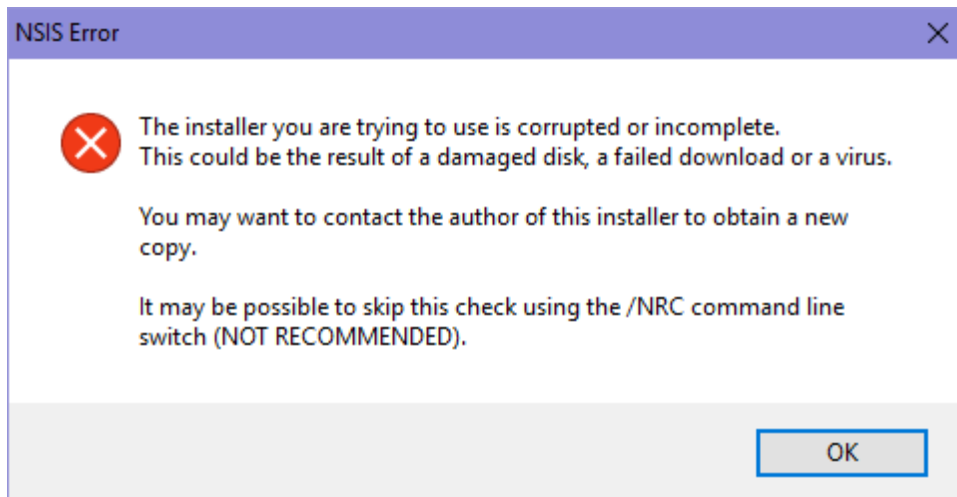 NSIS Error
The installer you are trying to use is corrupted or incomplete.
This could be the result of a damaged disk, a failed download or a virus.
You may want to contact the author of this installer to obtain a new
copy.
It may be possible to skip this check using the /NRC command line
switch (NOT RECOMMENDED).
OK